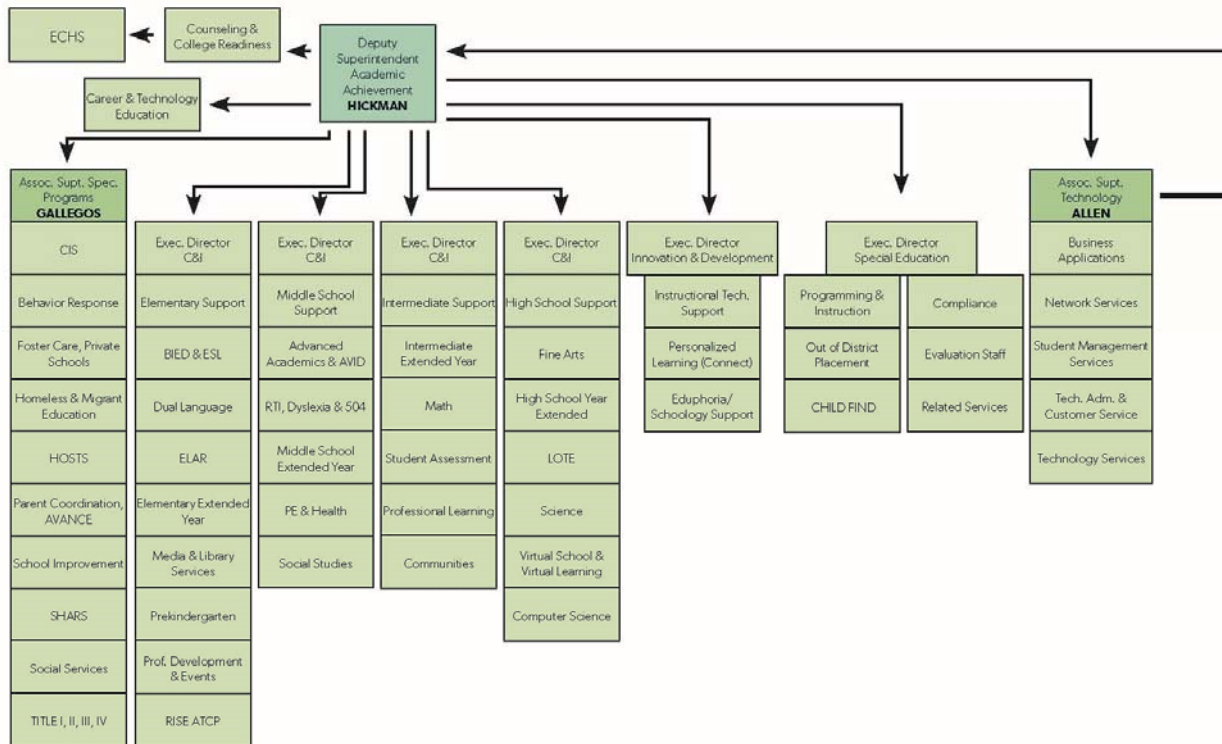 ECHS
Counseling &
College Readiness
Deputy
Superintendent
Academic
Achievement
HICKMAN
Career & Technology
Education
Assoc. Supt. Spec.
Programs
GALLEGOS
CIS
Behavior Response
Foster Care, Private
Schools
Homeless & Migrant
Education
HOSTS
Parent Coordination,
AVANCE
School Improvement
SHARS
Social Services
TITLE I, II, III, IV
Exec. Director
C&I
Elementary Support
BIED & ESL
Dual Language
ELAR
Elementary Extended
Year
Media & Library
Services
Prekindergarten
Prof. Development
& Events
RISE ATCP
Exec. Director
C&I
Middle School
Support
Advanced
Academics & AVID
RTI, Dyslexia & 504
Middle School
Extended Year
PE & Health
Social Studies
Exec. Director
C&I
Intermediate Support
Intermediate
Extended Year
Math
Student Assessment
Professional Learning
Communities
Exec. Director
C&I
High School Support
Fine Arts
High School Year
Extended
LOTE
Science
Virtual School &
Virtual Learning
Computer Science
Exec. Director
Innovation & Development
Instructional Tech.
Support
Personalized
Learning (Connect)
Eduphoria/
Schoology Support
Exec. Director
Special Education
Programming &
Instruction
Out of District
Placement
CHILD FIND
Compliance
Evaluation Staff
Related Services
Assoc. Supt.
Technology
ALLEN
Business
Applications
Network Services
Student Management
Services
Tech. Adm. &
Customer Service
Technology Services